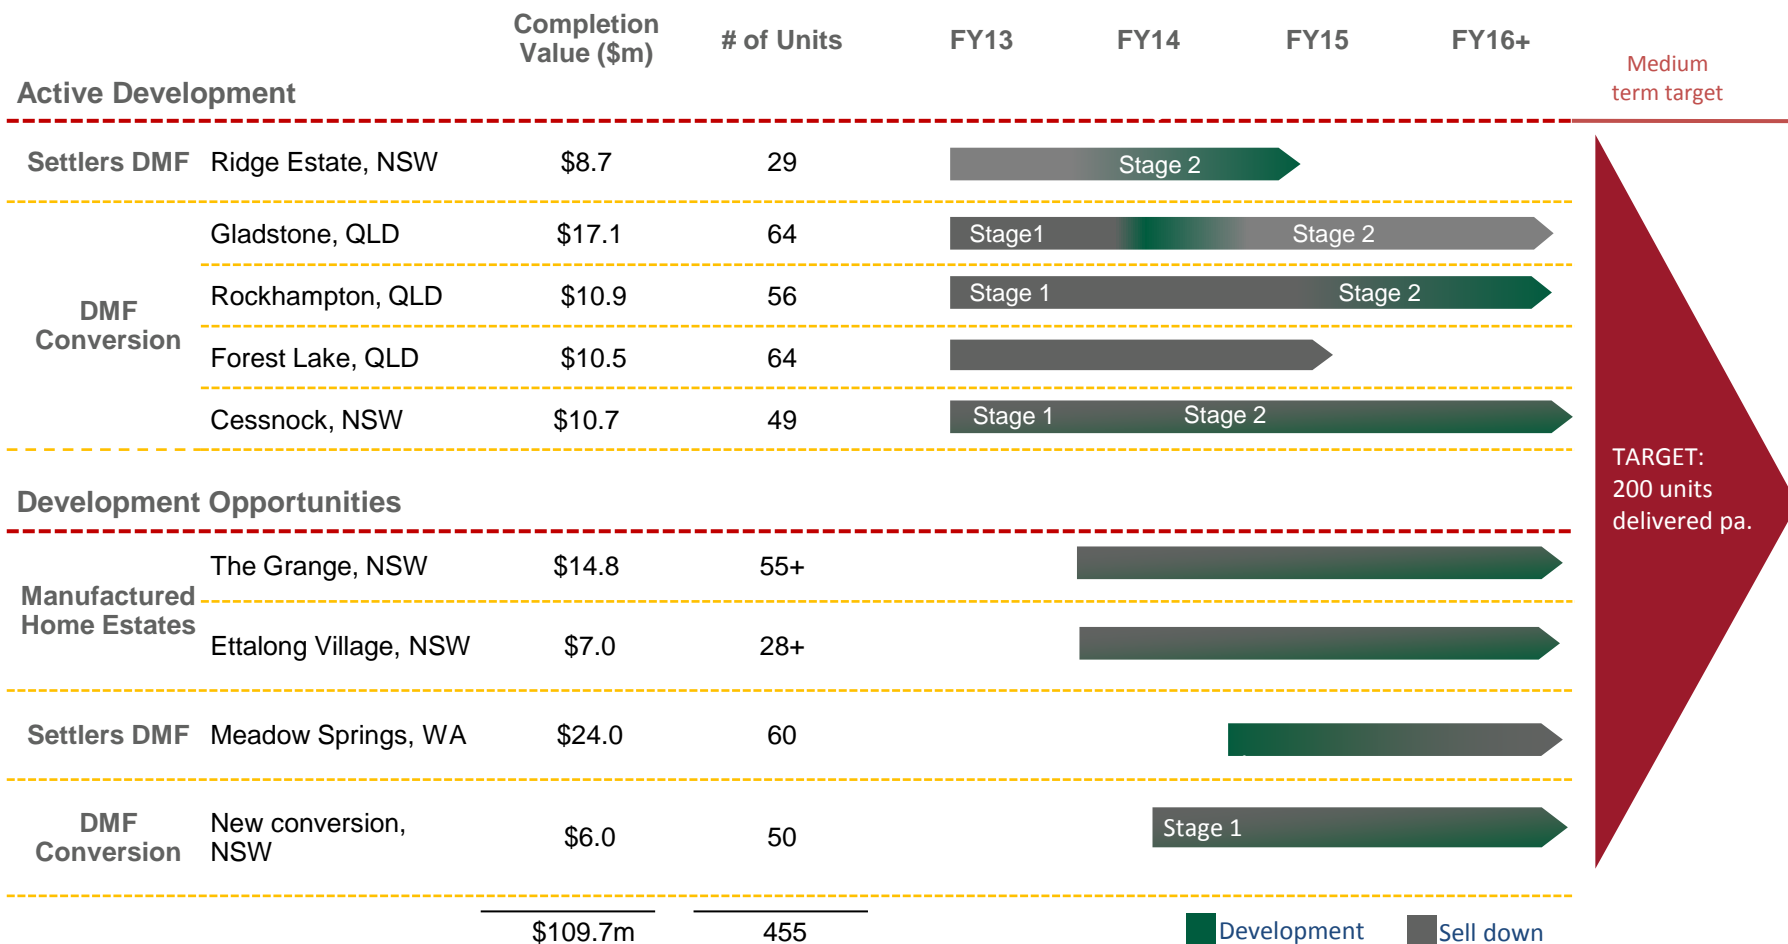 Completion
Value ($m)
# of Units
FY13
FY14
FY15
FY16+
Medium
term target
Active Development
Settlers DMF
Ridge Estate, NSW
$8.7
29
Stage 2
DMF
Conversion
Gladstone, QLD
$17.1
64
Stage1
Stage 2
Rockhampton, QLD
$10.9
56
Stage 1
Stage 2
Forest Lake, QLD
$10.5
64
Cessnock, NSW
$10.7
49
Stage 1
Stage 2
TARGET:
200 units
delivered pa.
Development Opportunities
Manufactured
Home Estates
The Grange, NSW
$14.8
55+
Ettalong Village, NSW
$7.0
28+
Settlers DMF
Meadow Springs, WA
$24.0
60
DMF
Conversion
New conversion,
NSW
$6.0
50
Stage 1
$109.7m
455
Development
Sell down